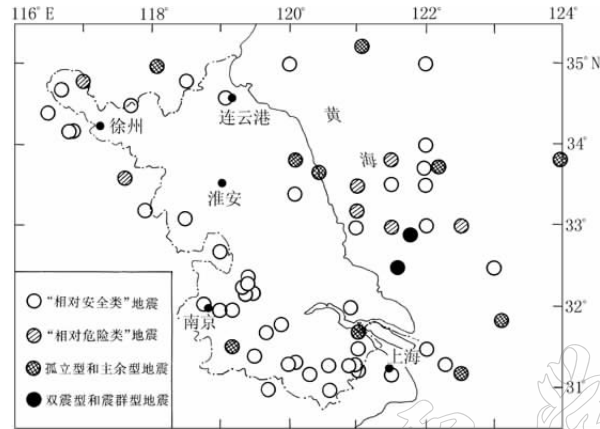 116°E 118° 120° 122° 124°
35°N
34°
33°
32°
31°
徐州
连云港
黄
海
淮安
南京
上海
“相对安全类”地震
“相对危险类”地震
孤立型和主余型地震
双震型和震群型地震